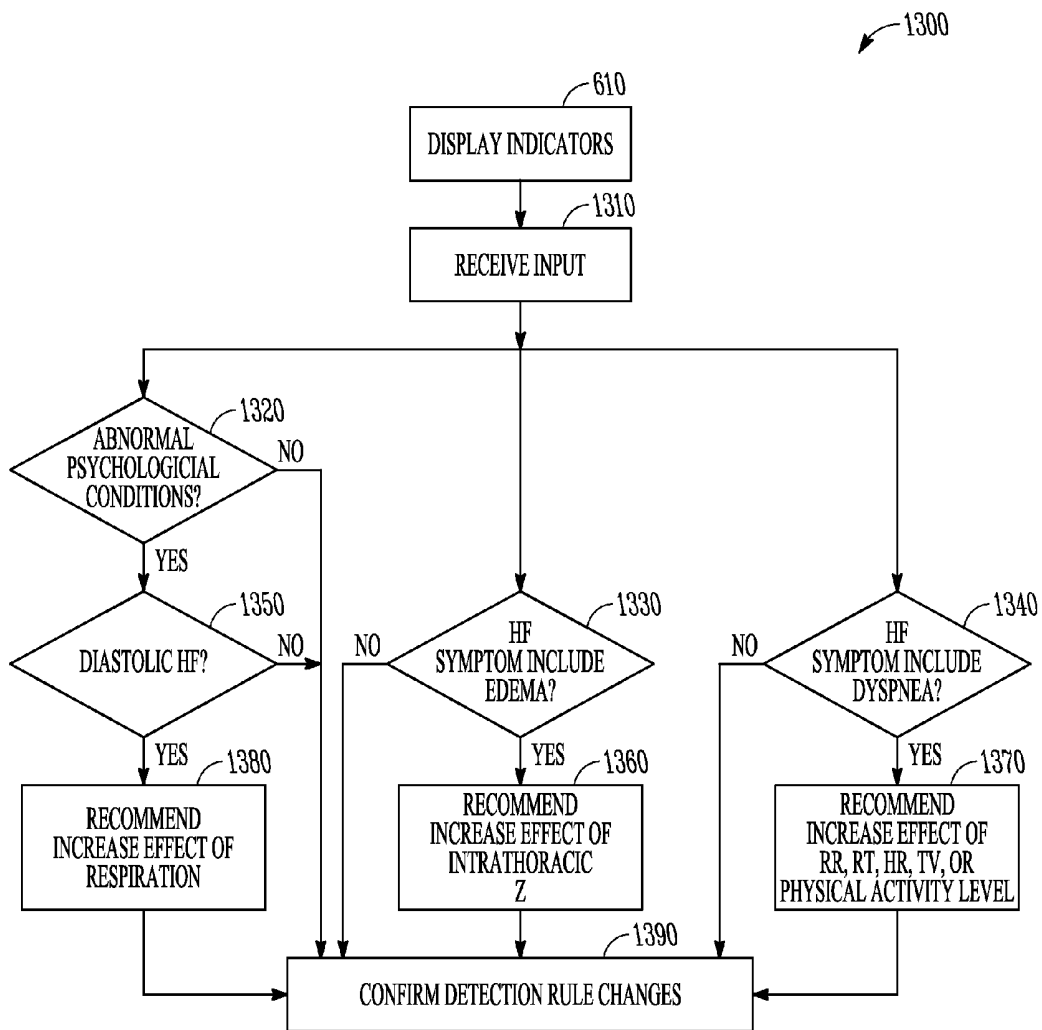 1300
610
DISPLAY INDICATORS
1310
RECEIVE INPUT
1320
ABNORMAL
PSYCHOLOGICIAL
CONDITIONS?
NO
YES
1350
DIASTOLIC HF?
NO
YES
1330
HF
SYMPTOM INCLUDE
EDEMA?
NO
YES
1340
HF
SYMPTOM INCLUDE
DYSPNEA?
NO
YES
1380
RECOMMEND
INCREASE EFFECT OF
RESPIRATION
1360
RECOMMEND
INCREASE EFFECT OF
INTRATHORACIC
Z
1370
RECOMMEND
INCREASE EFFECT OF
RR, RT, HR, TV, OR
PHYSICAL ACTIVITY LEVEL
1390
CONFIRM DETECTION RULE CHANGES